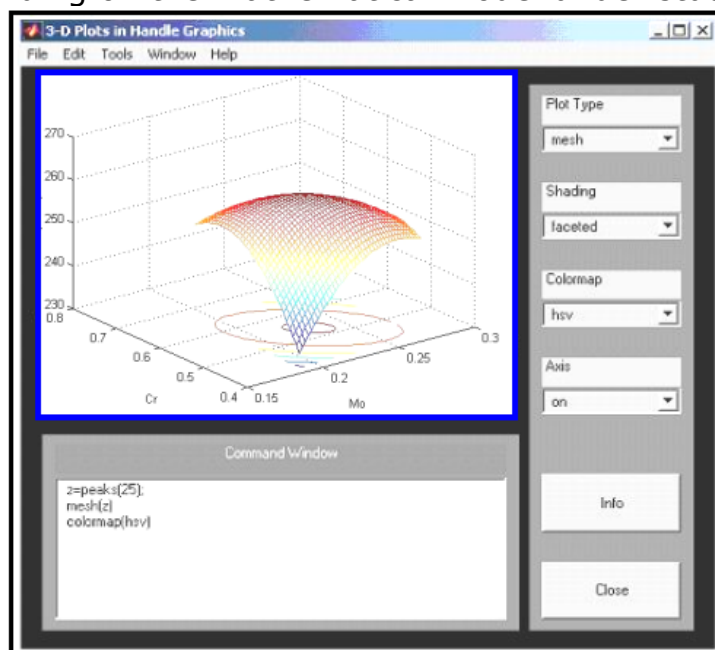 3-D Plots in Handle Graphics
File Edit Tools Window Help
270
260
250
240
230
0.8
0.7
0.6
0.5
0.4
0.15
0.2
0.25
0.3
Cr
Mo
Plot Type
mesh
Shading
faceted
Colormap
hsv
Axis
on
Info
Close
Command Window
z=peaks(25);
mesh(z)
colormap(hsv)